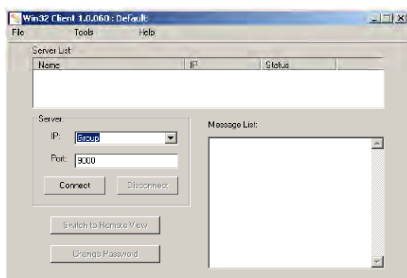 Win32 Client 1.0.060 : Default
File Tools Help
Server List
Name IP Status
Server:
IP: Group
Port: 9000
Connect Disconnect
Switch to Remote View
Change Password
Message List: